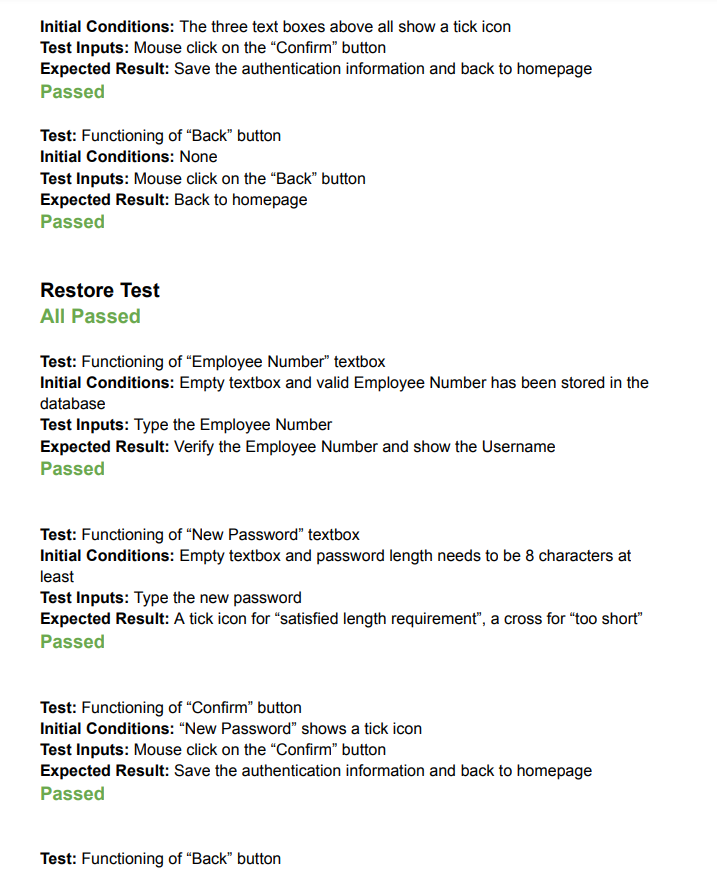 Initial Conditions: The three text boxes above all show a tick icon
Test Inputs: Mouse click on the “Confirm” button
Expected Result: Save the authentication information and back to homepage
Passed
Test: Functioning of “Back” button
Initial Conditions: None
Test Inputs: Mouse click on the “Back” button
Expected Result: Back to homepage
Passed
Restore Test
All Passed
Test: Functioning of “Employee Number” textbox
Initial Conditions: Empty textbox and valid Employee Number has been stored in the
database
Test Inputs: Type the Employee Number
Expected Result: Verify the Employee Number and show the Username
Passed
Test: Functioning of “New Password” textbox
Initial Conditions: Empty textbox and password length needs to be 8 characters at
least
Test Inputs: Type the new password
Expected Result: A tick icon for “satisfied length requirement”, a cross for “too short”
Passed
Test: Functioning of “Confirm” button
Initial Conditions: “New Password” shows a tick icon
Test Inputs: Mouse click on the “Confirm” button
Expected Result: Save the authentication information and back to homepage
Passed
Test: Functioning of “Back” button